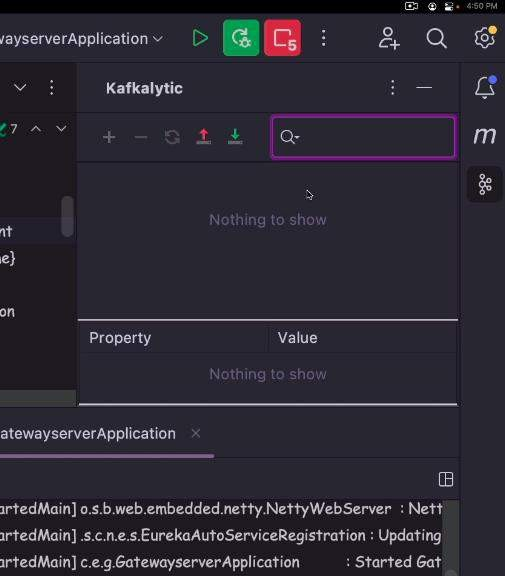 4:50 PM
wayserverApplication
5
Kafkalytic
7
m
Nothing to show
nt
e}
on
Property Value
Nothing to show
atewayserverApplication
artedMain] o.s.b.web.embedded.netty.NettyWebServer : Nett
artedMain] .s.c.n.e.s.EurekaAutoServiceRegistration : Updating
artedMain] c.e.g.GatewayserverApplication : Started Gat